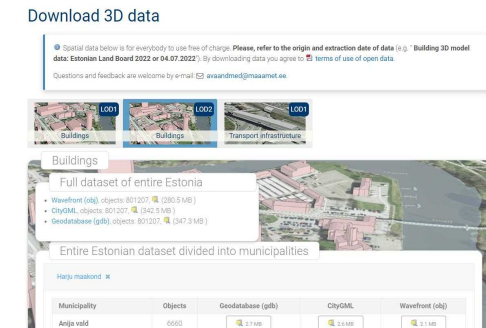 Download 3D data
Spatial data below is for everybody to use free of charge. Please, refer to the origin and extraction date of data (e.g. "Building 3D model
data: Estonian Land Board 2022 or 04.07.2022"). By downloading data you agree to terms of use of open data.
Questions and feedback are welcome by e-mail: avaandmed@maaamet.ee.
LOD1 LOD2 LOD1
Buildings Buildings Transport infrastructure
Buildings
Full dataset of entire Estonia
Wavefront (obj), objects: 801207, (280.5 MB )
CityGML, objects: 801207, (342.5 MB )
Geodatabase (gdb), objects: 801207, (347.3 MB )
Entire Estonian dataset divided into municipalities
Harju maakond ×
Municipality Objects Geodatabase (gdb) CityGML Wavefront (obj)
Anija vald 6660 2.7 MB 2.6 MB 2.1 MB